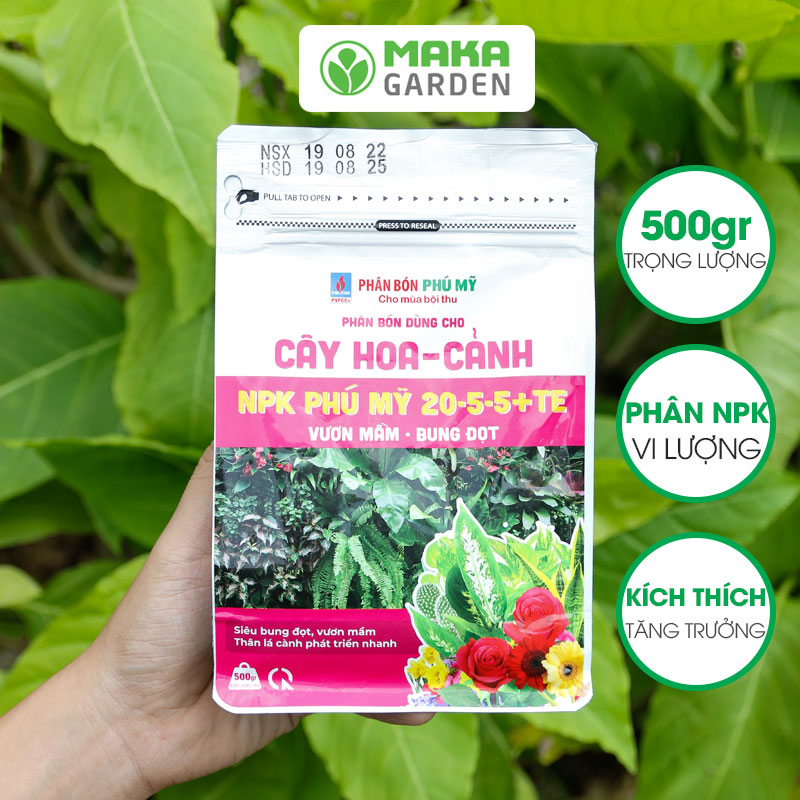 MAKA
GARDEN
NSX 19 08 22
HSD 19 08 25
PULL TAB TO OPEN
PRESS TO RESEAL
PHÂN BÓN PHÚ MỸ
Cho mùa bội thu
PVFCCo
PHÂN BÓN DÙNG CHO
CÂY HOA-CẢNH
NPK PHÚ MỸ 20-5-5+TE
VƯƠN MẦM - BUNG ĐỌT
Siêu bung đọt, vươn mầm
Thân lá cành phát triển nhanh
500gr
500gr
TRỌNG LƯỢNG
PHÂN NPK
VI LƯỢNG
KÍCH THÍCH
TĂNG TRƯỞNG